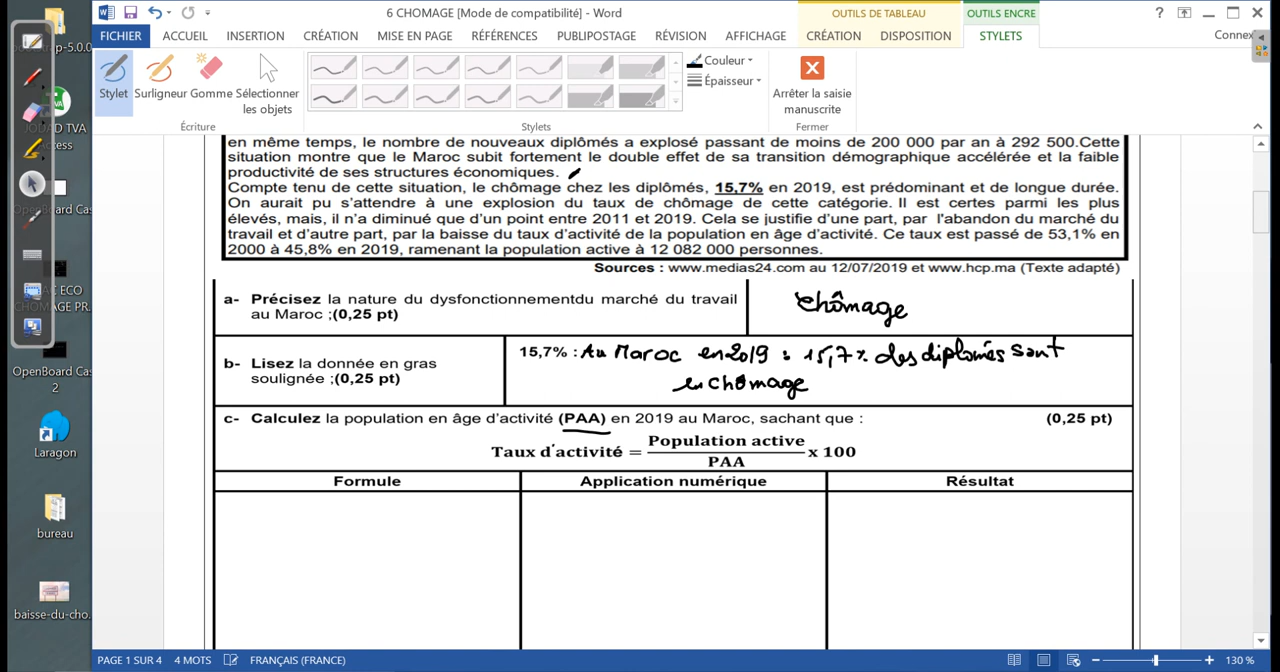 6 CHOMAGE [Mode de compatibilité] - Word
OUTILS DE TABLEAU
OUTILS ENCRE
FICHIER ACCUEIL INSERTION CRÉATION MISE EN PAGE RÉFÉRENCES PUBLIPOSTAGE RÉVISION AFFICHAGE CRÉATION DISPOSITION STYLETS
Connex
Stylet Surligneur Gomme Sélectionner les objets
Écriture
Stylets
Couleur
Épaisseur
Arrêter la saisie manuscrite
Fermer
en même temps, le nombre de nouveaux diplômés a explosé passant de moins de 200 000 par an à 292 500.Cette
situation montre que le Maroc subit fortement le double effet de sa transition démographique accélérée et la faible
productivité de ses structures économiques.
Compte tenu de cette situation, le chômage chez les diplômés, 15,7% en 2019, est prédominant et de longue durée.
On aurait pu s'attendre à une explosion du taux de chômage de cette catégorie. Il est certes parmi les plus
élevés, mais, il n'a diminué que d'un point entre 2011 et 2019. Cela se justifie d'une part, par l'abandon du marché du
travail et d'autre part, par la baisse du taux d'activité de la population en âge d'activité. Ce taux est passé de 53,1% en
2000 à 45,8% en 2019, ramenant la population active à 12 082 000 personnes.
Sources : www.medias24.com au 12/07/2019 et www.hcp.ma (Texte adapté)
a- Précisez la nature du dysfonctionnementdu marché du travail
au Maroc ;(0,25 pt)
chômage
b- Lisez la donnée en gras
soulignée ;(0,25 pt)
15,7% : Au Maroc en 2019 : 15,7% des diplomés sont
en chômage
c- Calculez la population en âge d'activité (PAA) en 2019 au Maroc, sachant que : (0,25 pt)
Taux d'activité = Population active / PAA x 100
Formule Application numérique Résultat
tstrap-5.0.0
JOUAD TVA
OpenBoard Cas
OpenBoard Cas
2
Laragon
bureau
baisse-du-cho...
PAGE 1 SUR 4 4 MOTS FRANÇAIS (FRANCE) 130 %